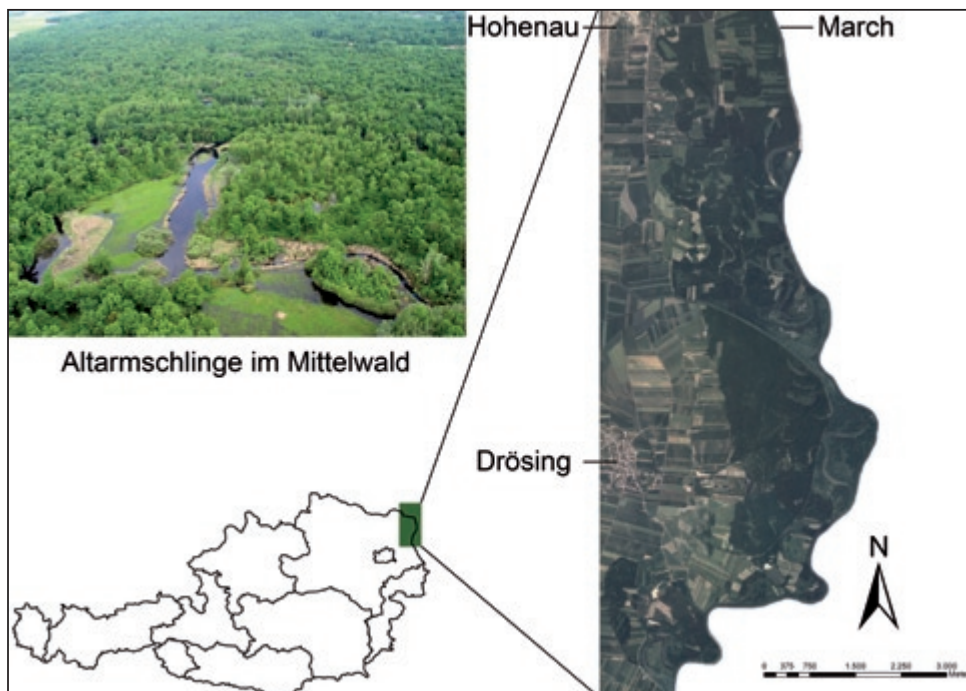 Hohenau March
Altarmschlinge im Mittelwald
Drösing
N
0 375 750 1.500 2.250 3.000